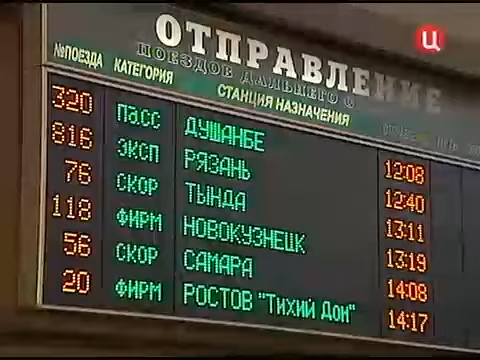 Ц
ОТПРАВЛЕНИЕ
ПОЕЗДОВ ДАЛЬНЕГО С
№ПОЕЗДА КАТЕГОРИЯ СТАНЦИЯ НАЗНАЧЕНИЯ
320 Пасс ДУШАНБЕ 12:08
816 ЭКСП РЯЗАНЬ 12:40
76 СКОР ТЫНДА 13:11
118 ФИРМ НОВОКУЗНЕЦК 13:19
56 СКОР САМАРА 14:08
20 ФИРМ РОСТОВ "Тихий Дон" 14:17